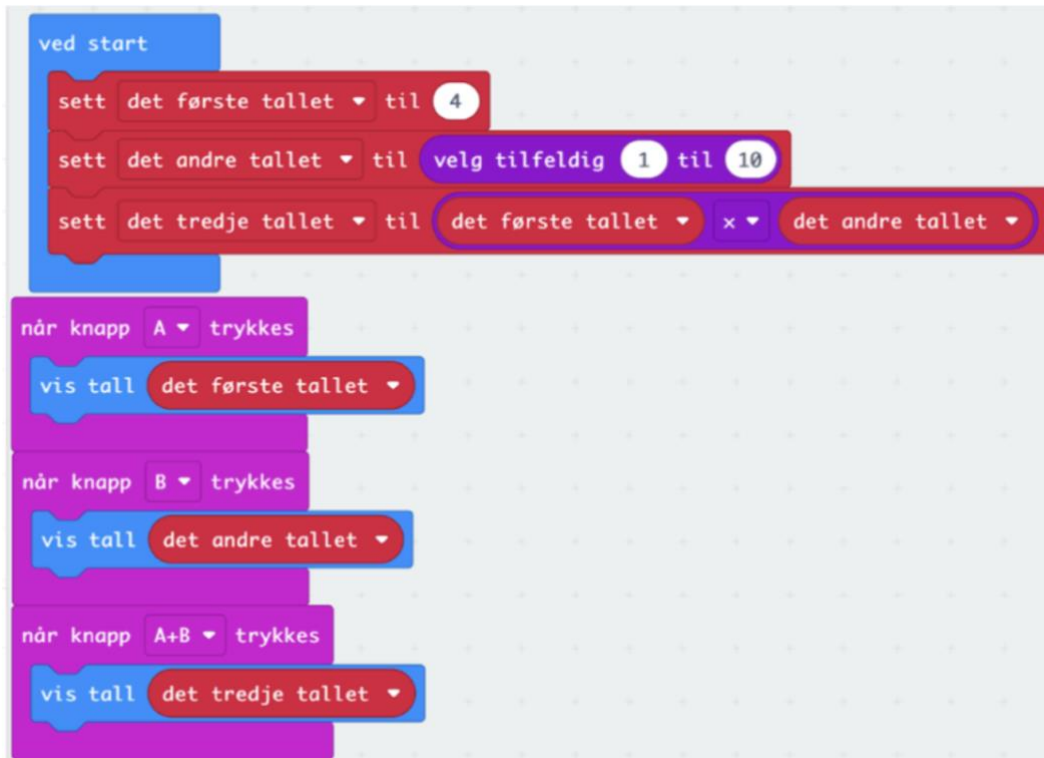 ved start
sett det første tallet til 4
sett det andre tallet til velg tilfeldig 1 til 10
sett det tredje tallet til det første tallet × det andre tallet
når knapp A trykkes
vis tall det første tallet
når knapp B trykkes
vis tall det andre tallet
når knapp A+B trykkes
vis tall det tredje tallet